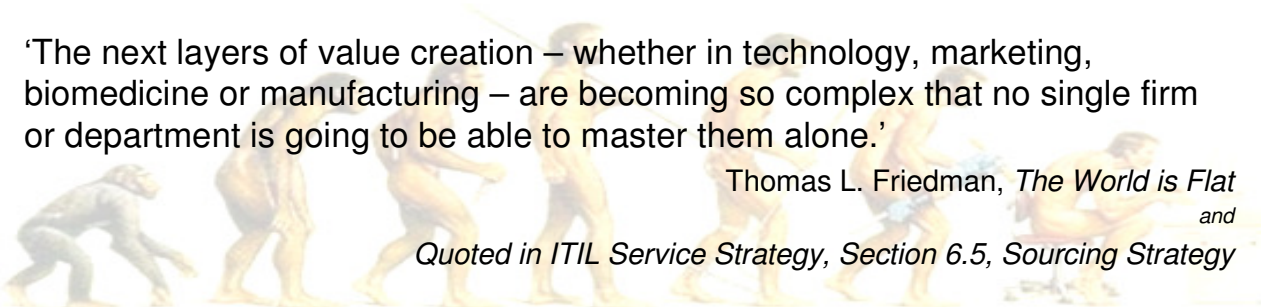 ‘The next layers of value creation – whether in technology, marketing,
biomedicine or manufacturing – are becoming so complex that no single firm
or department is going to be able to master them alone.’
Thomas L. Friedman, The World is Flat
and
Quoted in ITIL Service Strategy, Section 6.5, Sourcing Strategy